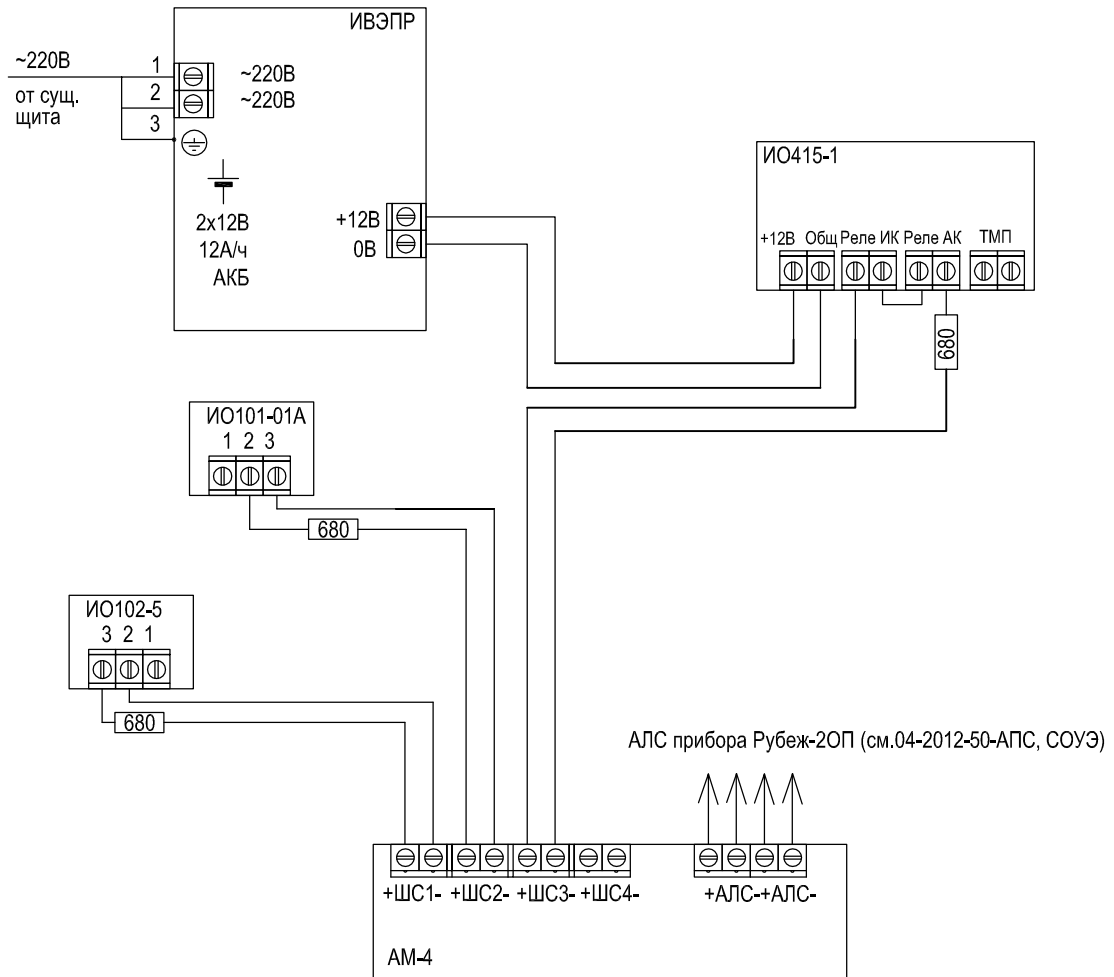 ИВЭПР
~220В
от сущ.
щита
1
2
3
~220В
~220В
2х12В
12А/ч
АКБ
+12В
0В
ИО415-1
+12В Общ Реле ИК Реле АК ТМП
680
ИО101-01А
1 2 3
680
ИО102-5
3 2 1
680
АЛС прибора Рубеж-2ОП (см.04-2012-50-АПС, СОУЭ)
+ШС1- +ШС2- +ШС3- +ШС4-
+АЛС-+АЛС-
АМ-4